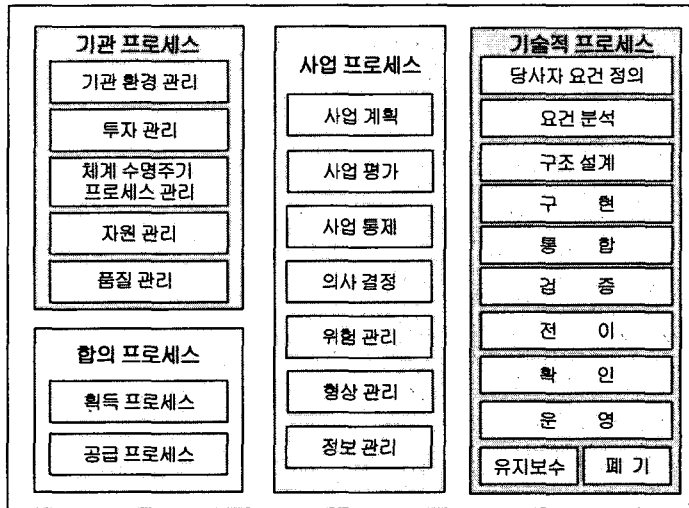 기관 프로세스
기관 환경 관리
투자 관리
체계 수명주기
프로세스 관리
자원 관리
품질 관리
합의 프로세스
획득 프로세스
공급 프로세스
사업 프로세스
사업 계획
사업 평가
사업 통제
의사 결정
위험 관리
형상 관리
정보 관리
기술적 프로세스
당사자 요건 정의
요건 분석
구조 설계
구 현
통 합
검 증
전 이
확 인
운 영
유지보수 폐 기